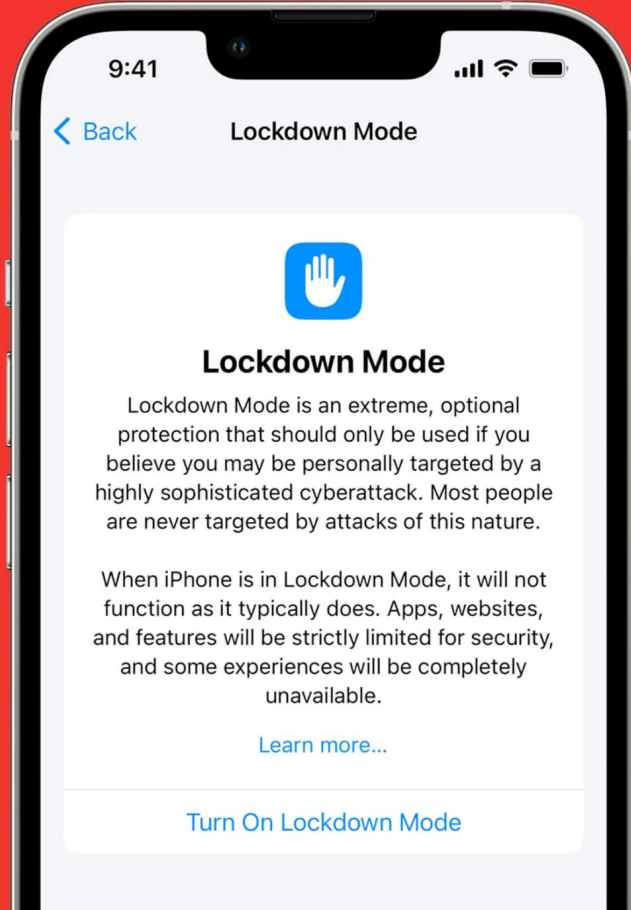 9:41
Back
Lockdown Mode
Lockdown Mode
Lockdown Mode is an extreme, optional
protection that should only be used if you
believe you may be personally targeted by a
highly sophisticated cyberattack. Most people
are never targeted by attacks of this nature.
When iPhone is in Lockdown Mode, it will not
function as it typically does. Apps, websites,
and features will be strictly limited for security,
and some experiences will be completely
unavailable.
Learn more...
Turn On Lockdown Mode